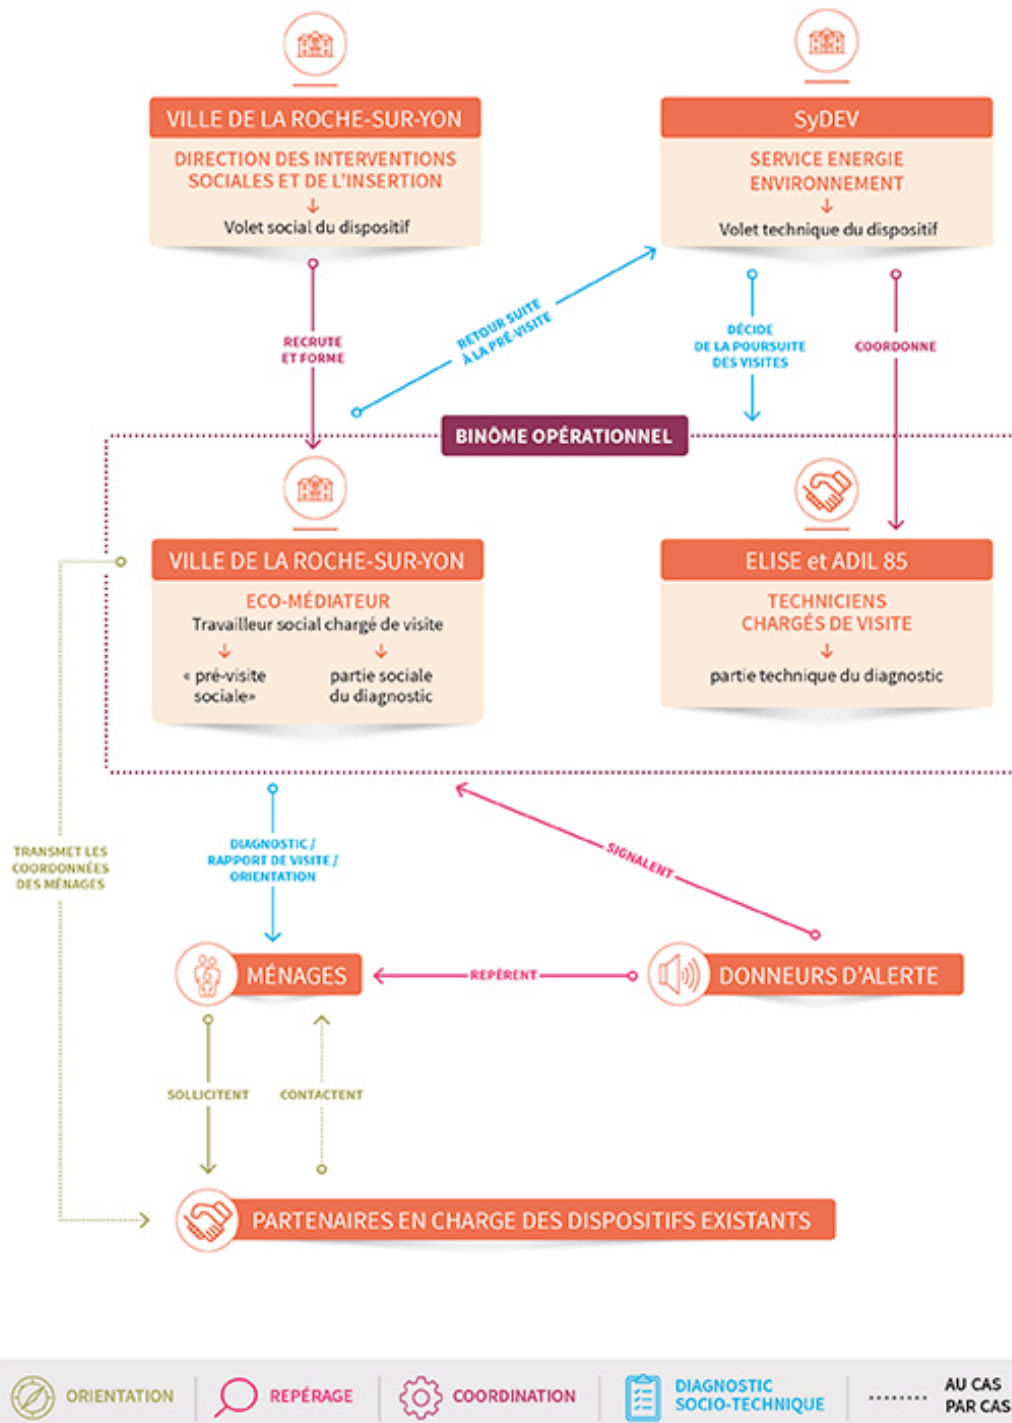 VILLE DE LA ROCHE-SUR-YON
DIRECTION DES INTERVENTIONS
SOCIALES ET DE L'INSERTION
Volet social du dispositif
SyDEV
SERVICE ENERGIE
ENVIRONNEMENT
Volet technique du dispositif
RECRUTE
ET FORME
RETOUR SUITE
À LA PRÉ-VISITE
DÉCIDE
DE LA POURSUITE
DES VISITES
COORDONNE
BINÔME OPÉRATIONNEL
VILLE DE LA ROCHE-SUR-YON
ECO-MÉDIATEUR
Travailleur social chargé de visite
« pré-visite
sociale»
partie sociale
du diagnostic
ELISE et ADIL 85
TECHNICIENS
CHARGÉS DE VISITE
partie technique du diagnostic
TRANSMET LES
COORDONNÉES
DES MÉNAGES
DIAGNOSTIC /
RAPPORT DE VISITE /
ORIENTATION
SIGNALENT
MÉNAGES
REPÈRENT
DONNEURS D'ALERTE
SOLLICITENT
CONTACTENT
PARTENAIRES EN CHARGE DES DISPOSITIFS EXISTANTS
ORIENTATION
REPÉRAGE
COORDINATION
DIAGNOSTIC
SOCIO-TECHNIQUE
AU CAS
PAR CAS